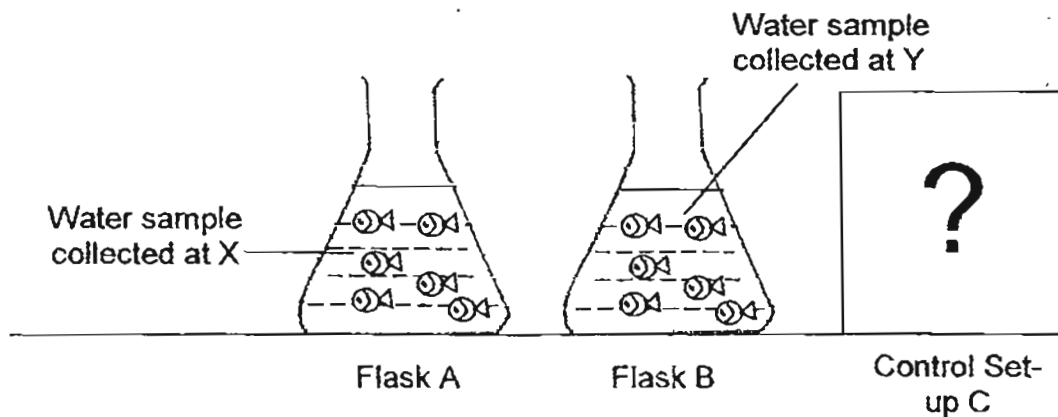 Water sample
collected at Y
Water sample
collected at X
?
Flask A
Flask B
Control Set-
up C